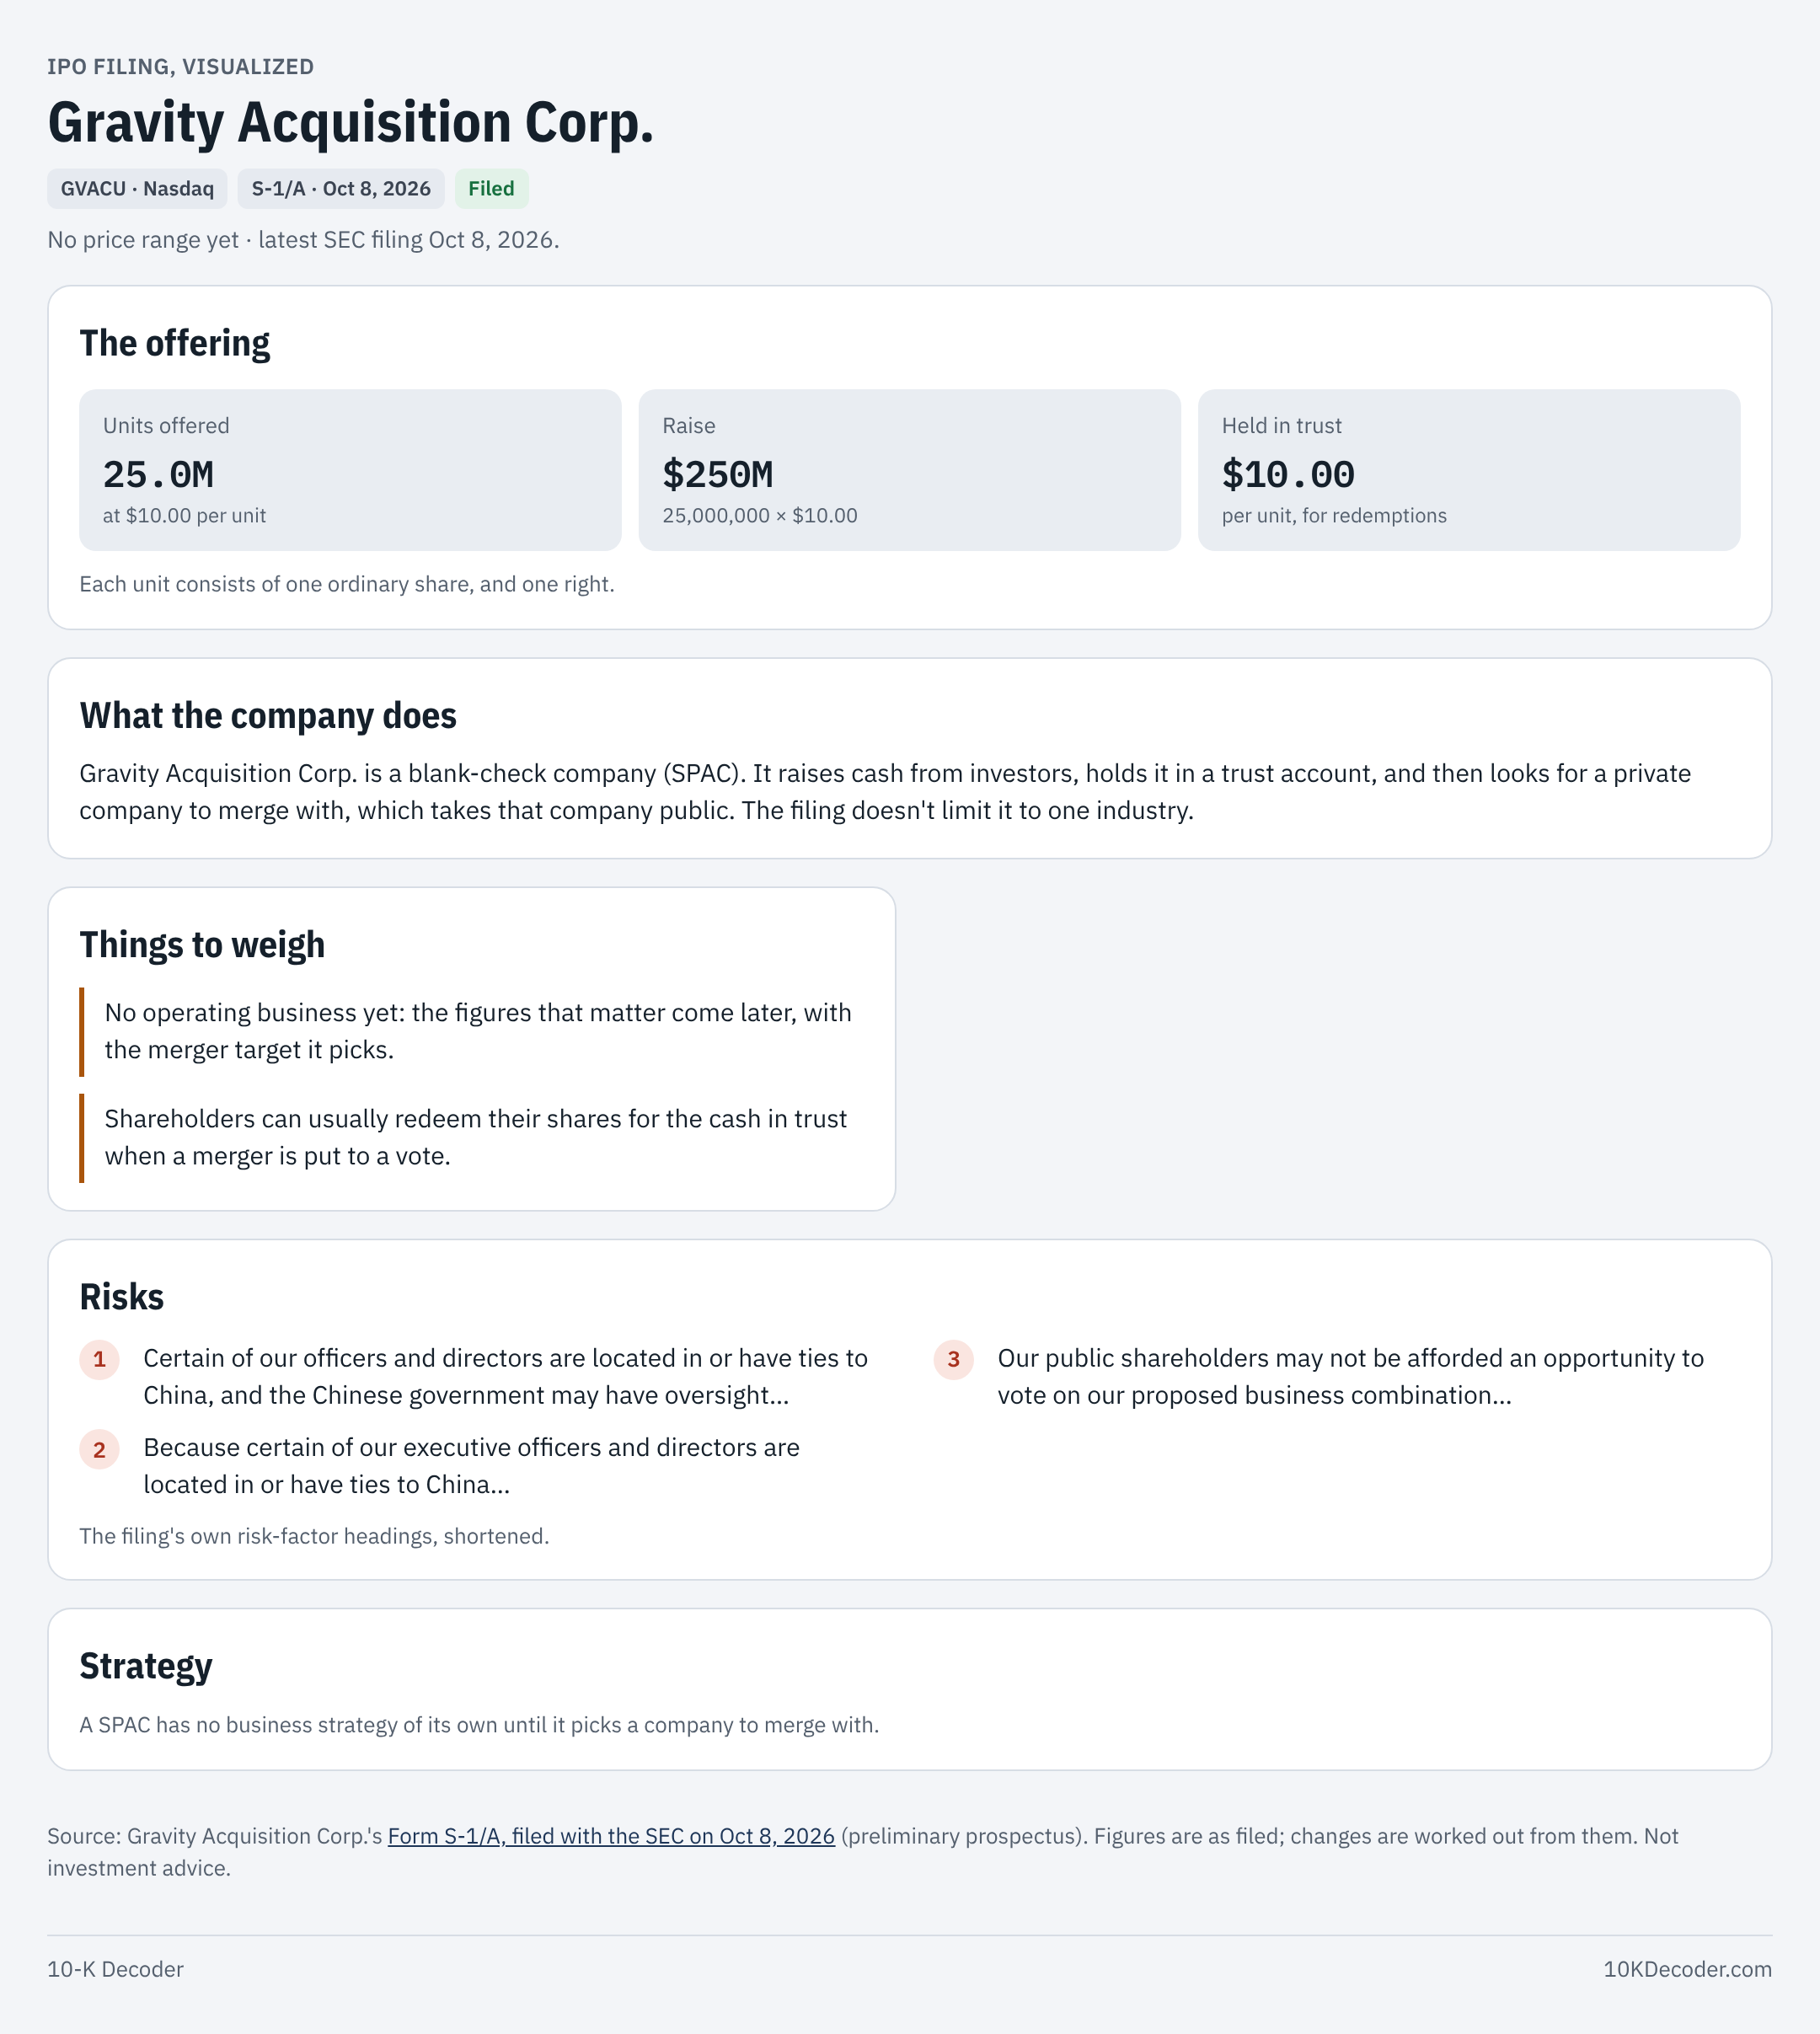 IPO FILING, VISUALIZED
Gravity Acquisition Corp.
GVACU · Nasdaq S-1/A · Oct 8, 2026 Filed
No price range yet · latest SEC filing Oct 8, 2026.
The offering
Units offered
25.0M
at $10.00 per unit
Raise
$250M
25,000,000 × $10.00
Held in trust
$10.00
per unit, for redemptions
Each unit consists of one ordinary share, and one right.
What the company does
Gravity Acquisition Corp. is a blank-check company (SPAC). It raises cash from investors, holds it in a trust account, and then looks for a private
company to merge with, which takes that company public. The filing doesn't limit it to one industry.
Things to weigh
No operating business yet: the figures that matter come later, with
the merger target it picks.
Shareholders can usually redeem their shares for the cash in trust
when a merger is put to a vote.
Risks
1 Certain of our officers and directors are located in or have ties to
China, and the Chinese government may have oversight...
2 Because certain of our executive officers and directors are
located in or have ties to China...
3 Our public shareholders may not be afforded an opportunity to
vote on our proposed business combination...
The filing's own risk-factor headings, shortened.
Strategy
A SPAC has no business strategy of its own until it picks a company to merge with.
Source: Gravity Acquisition Corp.'s Form S-1/A, filed with the SEC on Oct 8, 2026 (preliminary prospectus). Figures are as filed; changes are worked out from them. Not
investment advice.
10-K Decoder
10KDecoder.com